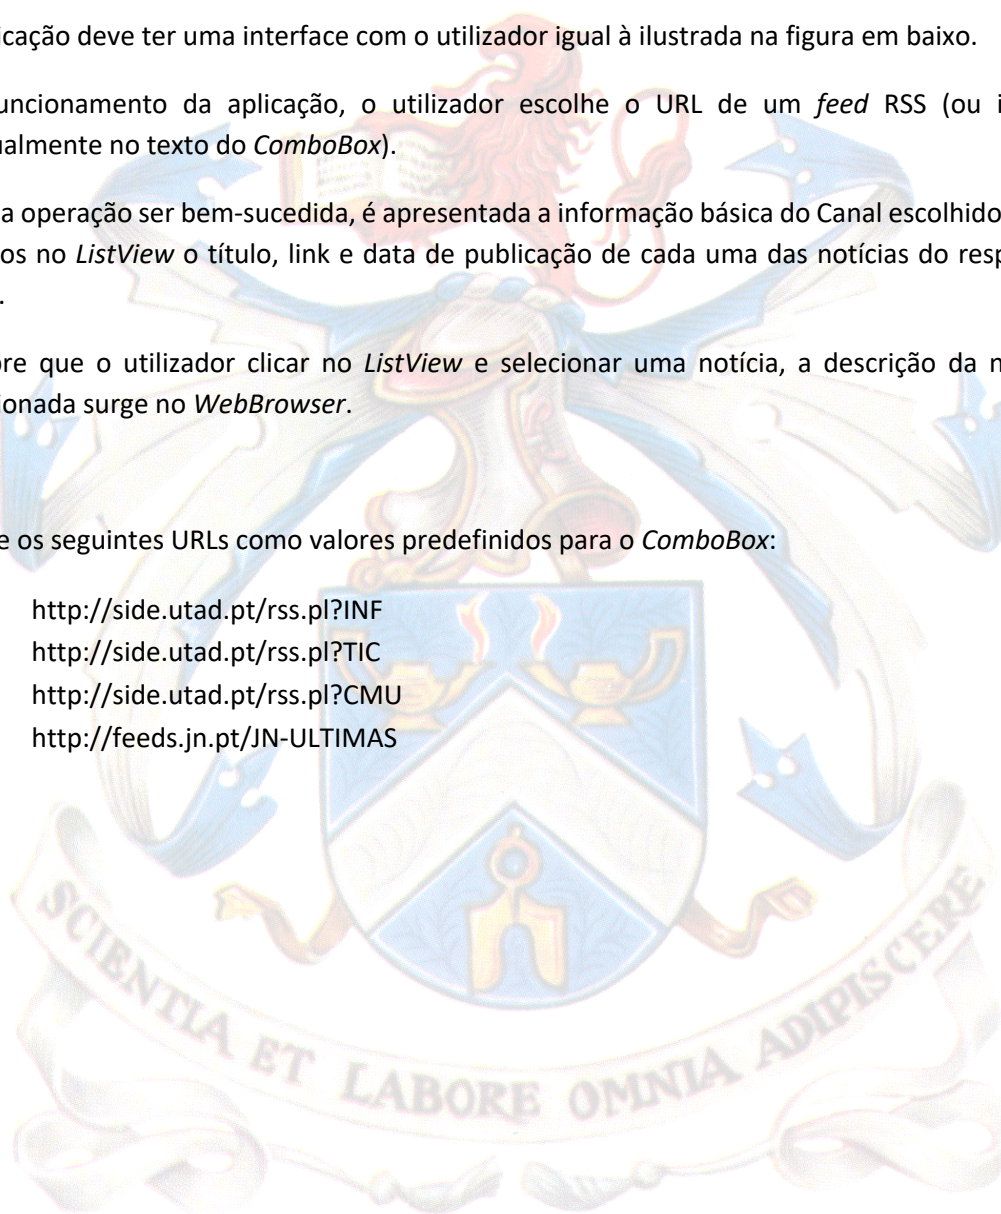 icação deve ter uma interface com o utilizador igual à ilustrada na figura em baixo.
uncionamento da aplicação, o utilizador escolhe o URL de um feed RSS (ou i
ualmente no texto do ComboBox).
a operação ser bem-sucedida, é apresentada a informação básica do Canal escolhido
os no ListView o título, link e data de publicação de cada uma das notícias do resp
.
re que o utilizador clicar no ListView e selecionar uma notícia, a descrição da n
ionada surge no WebBrowser.
e os seguintes URLs como valores predefinidos para o ComboBox:
http://side.utad.pt/rss.pl?INF
http://side.utad.pt/rss.pl?TIC
http://side.utad.pt/rss.pl?CMU
http://feeds.jn.pt/JN-ULTIMAS
SCIENTIA ET LABORE OMNIA ADIPISCERE